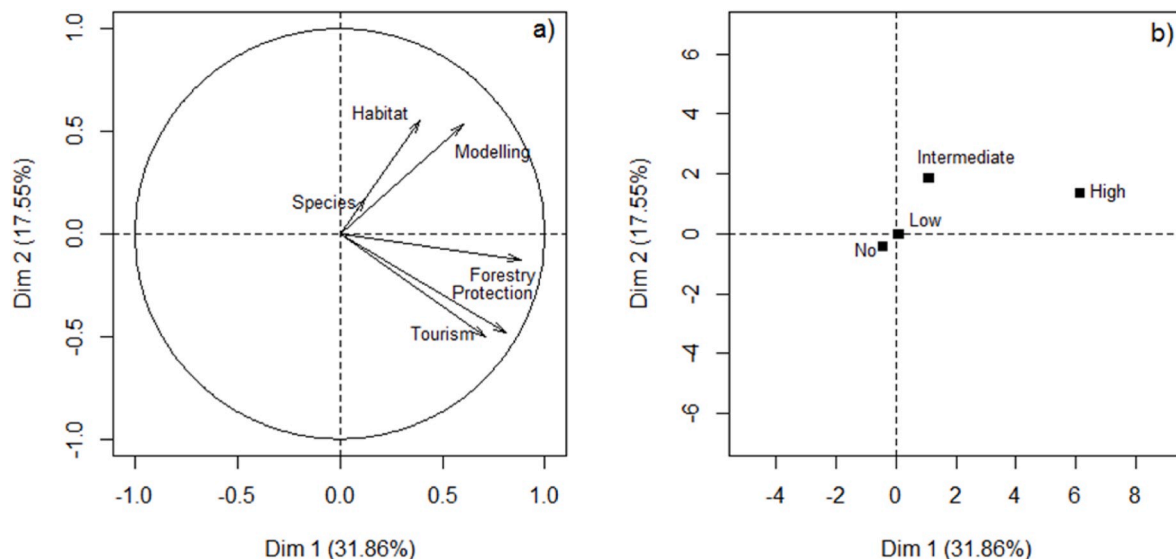 a)
1.0
0.5
0.0
-0.5
-1.0
Dim 2 (17.55%)
Habitat
Modelling
Species
Forestry
Protection
Tourism
-1.0 -0.5 0.0 0.5 1.0
Dim 1 (31.86%)
b)
6
4
2
0
-2
-4
-6
Dim 2 (17.55%)
Intermediate
High
Low
No
-4 -2 0 2 4 6 8
Dim 1 (31.86%)